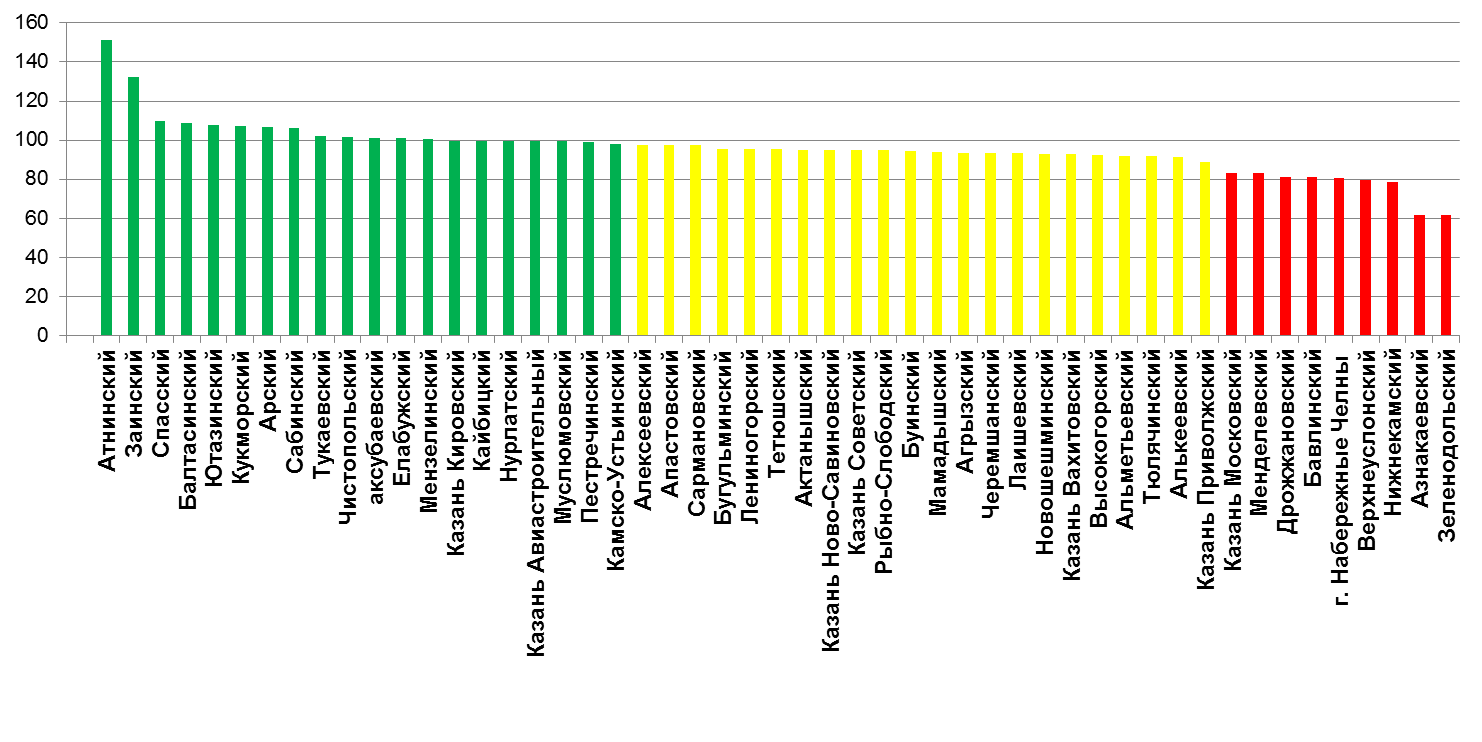 160
140
120
100
80
60
40
20
0
Атнинский
Заинский
Спасский
Балтасинский
Ютазинский
Кукморский
Арский
Сабинский
Тукаевский
Чистопольский
аксубаевский
Елабужский
Мензелинский
Казань Кировский
Кайбицкий
Нурлатский
Казань Авиастроительный
Муслюмовский
Пестречинский
Камско-Устьинский
Алексеевский
Апастовский
Сармановский
Бугульминский
Лениногорский
Тетюшский
Актанышский
Казань Ново-Савиновский
Казань Советский
Рыбно-Слободский
Буинский
Мамадышский
Агрызский
Черемшанский
Лаишевский
Новошешминский
Казань Вахитовский
Высокогорский
Альметьевский
Тюлячинский
Алькеевский
Казань Приволжский
Казань Московский
Менделевский
Дрожжановский
Бавлинский
г. Набережные Челны
Верхнеуслонский
Нижнекамский
Азнакаевский
Зеленодольский